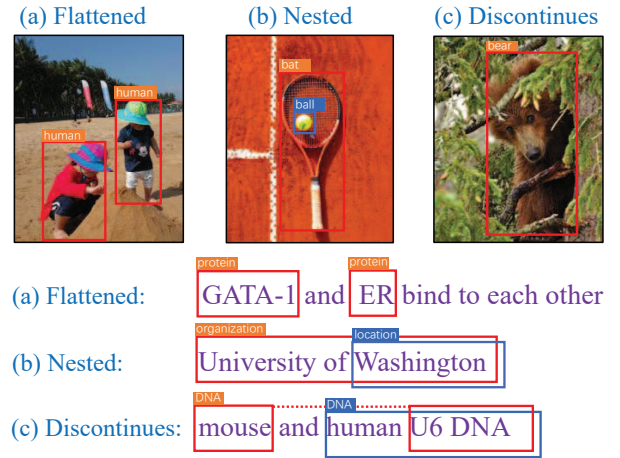 (a) Flattened (b) Nested (c) Discontinues
human
human
bat
ball
bear
protein protein
(a) Flattened: GATA-1 and ER bind to each other
organization location
(b) Nested: University of Washington
DNA DNA
(c) Discontinues: mouse and human U6 DNA